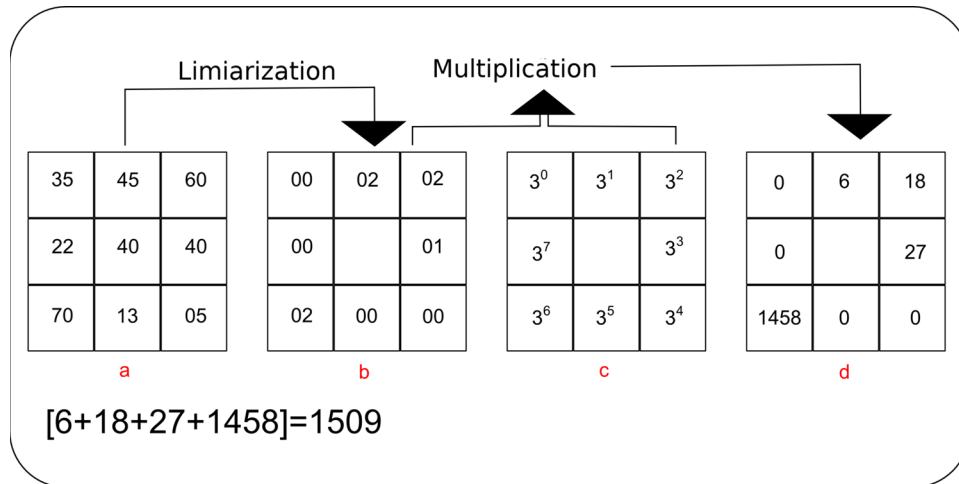 Limiarization Multiplication
35 45 60 00 02 02 3⁰ 3¹ 3² 0 6 18
22 40 40 00 01 3⁷ 3³ 0 27
70 13 05 02 00 00 3⁶ 3⁵ 3⁴ 1458 0 0
a b c d
[6+18+27+1458]=1509